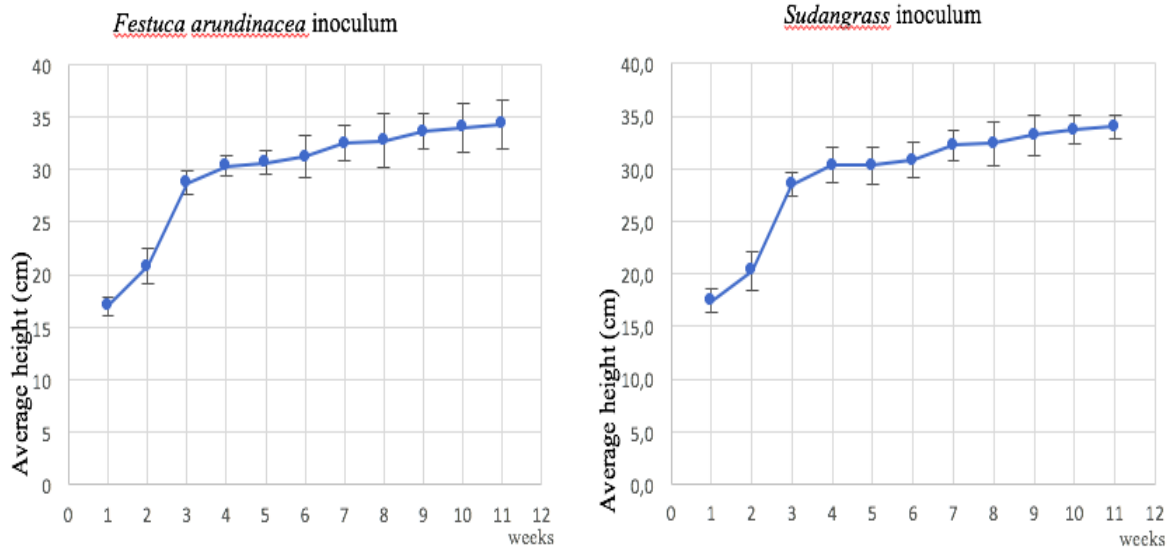 Festuca arundinacea inoculum
40
35
30
25
20
15
10
5
0
Average height (cm)
0 1 2 3 4 5 6 7 8 9 10 11 12
weeks
Sudangrass inoculum
40,0
35,0
30,0
25,0
20,0
15,0
10,0
5,0
0,0
Average height (cm)
0 1 2 3 4 5 6 7 8 9 10 11 12
weeks